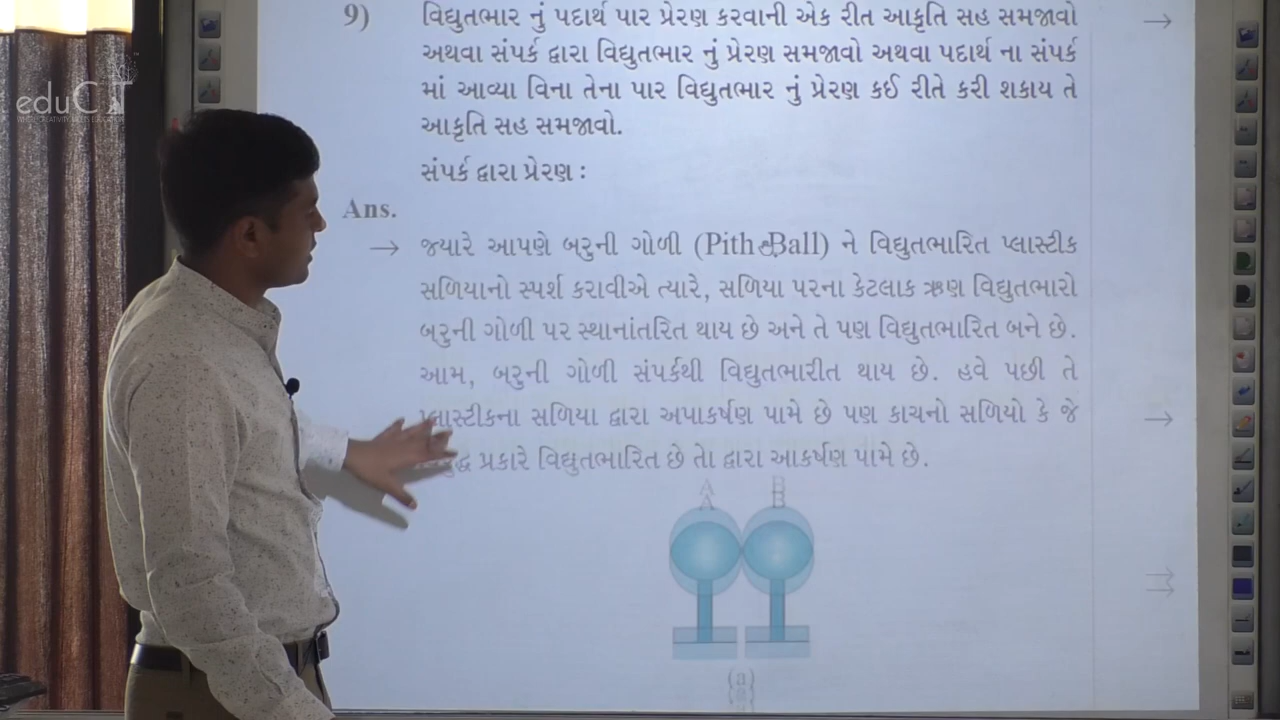 eduCAT
9) વિદ્યુતભાર નું પદાર્થ પાર પ્રેરણ કરવાની એક રીત આકૃતિ સહ સમજાવો
અથવા સંપર્ક દ્વારા વિદ્યુતભાર નું પ્રેરણ સમજાવો અથવા પદાર્થ ના સંપર્ક
માં આવ્યા વિના તેના પાર વિદ્યુતભાર નું પ્રેરણ કઈ રીતે કરી શકાય તે
આકૃતિ સહ સમજાવો.
સંપર્ક દ્વારા પ્રેરણ :
Ans.
→ જ્યારે આપણે બરુની ગોળી (Pith Ball) ને વિદ્યુતભારિત પ્લાસ્ટીક
સળિયાનો સ્પર્શ કરાવીએ ત્યારે, સળિયા પરના કેટલાક ઋણ વિદ્યુતભારો
બરુની ગોળી પર સ્થાનાંતરિત થાય છે અને તે પણ વિદ્યુતભારિત બને છે.
આમ, બરુની ગોળી સંપર્કથી વિદ્યુતભારીત થાય છે. હવે પછી તે
પ્લાસ્ટીકના સળિયા દ્વારા અપાકર્ષણ પામે છે પણ કાચનો સળિયો કે જે
પ્રકારે વિદ્યુતભારિત છે તેા દ્વારા આકર્ષણ પામે છે.
A B
A B
(a)